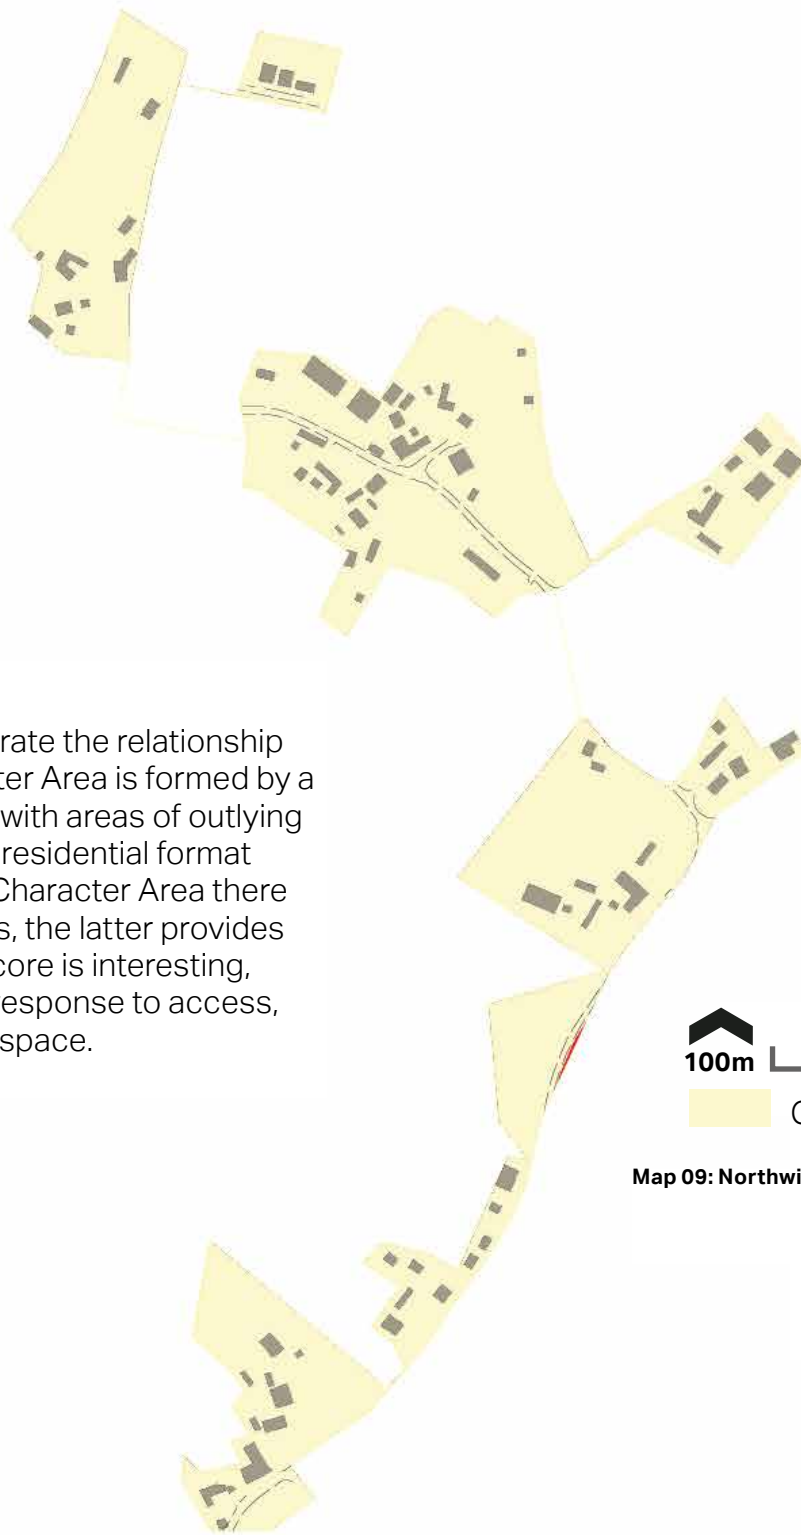 rate the relationship
ter Area is formed by a
with areas of outlying
residential format
Character Area there
s, the latter provides
core is interesting,
response to access,
space.
100m
Map 09: Northwi